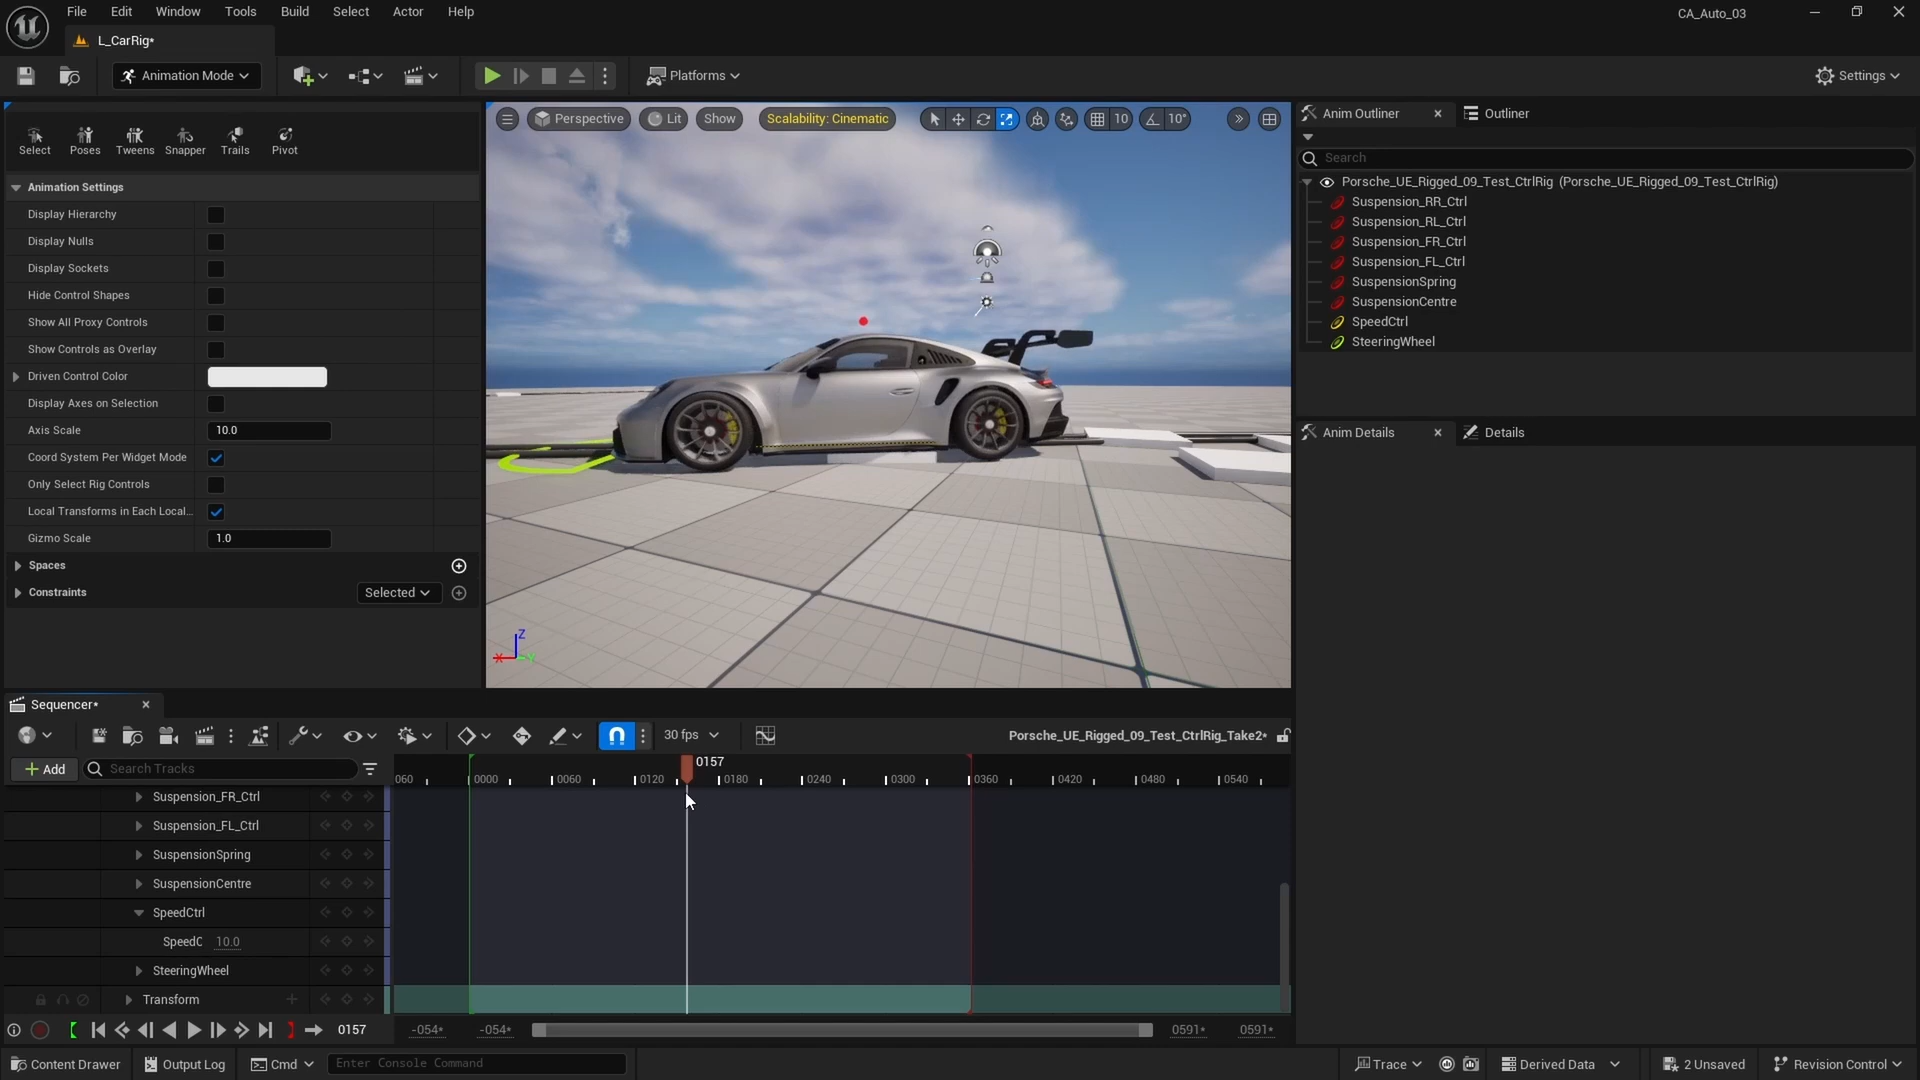 File Edit Window Tools Build Select Actor Help
CA_Auto_03
L_CarRig*
Animation Mode
Platforms
Settings
Select Poses Tweens Snapper Trails Pivot
Animation Settings
Display Hierarchy
Display Nulls
Display Sockets
Hide Control Shapes
Show All Proxy Controls
Show Controls as Overlay
Driven Control Color
Display Axes on Selection
Axis Scale 10.0
Coord System Per Widget Mode
Only Select Rig Controls
Local Transforms in Each Local...
Gizmo Scale 1.0
Spaces
Constraints Selected
Perspective Lit Show Scalability: Cinematic 10 10°
Z
X Y
Anim Outliner Outliner
Search
Porsche_UE_Rigged_09_Test_CtrlRig (Porsche_UE_Rigged_09_Test_CtrlRig)
Suspension_RR_Ctrl
Suspension_RL_Ctrl
Suspension_FR_Ctrl
Suspension_FL_Ctrl
SuspensionSpring
SuspensionCentre
SpeedCtrl
SteeringWheel
Anim Details Details
Sequencer*
30 fps
Porsche_UE_Rigged_09_Test_CtrlRig_Take2*
+ Add Search Tracks
0157
060 0000 0060 0120 0180 0240 0300 0360 0420 0480 0540
Suspension_FR_Ctrl
Suspension_FL_Ctrl
SuspensionSpring
SuspensionCentre
SpeedCtrl
SpeedC 10.0
SteeringWheel
Transform
0157 -054* -054* 0591* 0591*
Content Drawer Output Log Cmd Enter Console Command
Trace Derived Data 2 Unsaved Revision Control